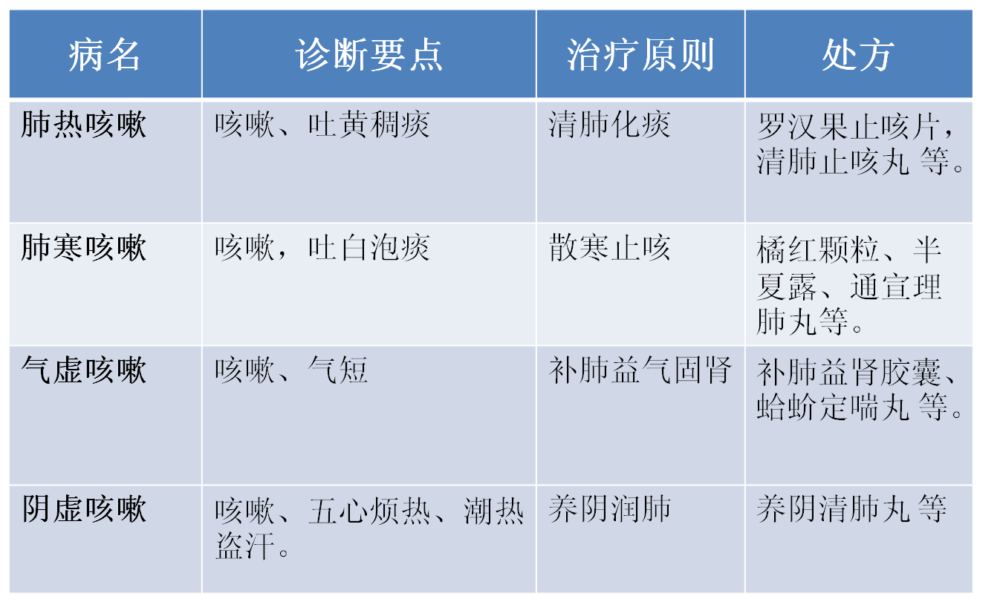 病名 诊断要点 治疗原则 处方
肺热咳嗽 咳嗽、吐黄稠痰 清肺化痰 罗汉果止咳片，
清肺止咳丸 等。
肺寒咳嗽 咳嗽，吐白泡痰 散寒止咳 橘红颗粒、半
夏露、通宣理
肺丸等。
气虚咳嗽 咳嗽、气短 补肺益气固肾 补肺益肾胶囊、
蛤蚧定喘丸 等。
阴虚咳嗽 咳嗽、五心烦热、潮热 养阴润肺 养阴清肺丸 等
盗汗。